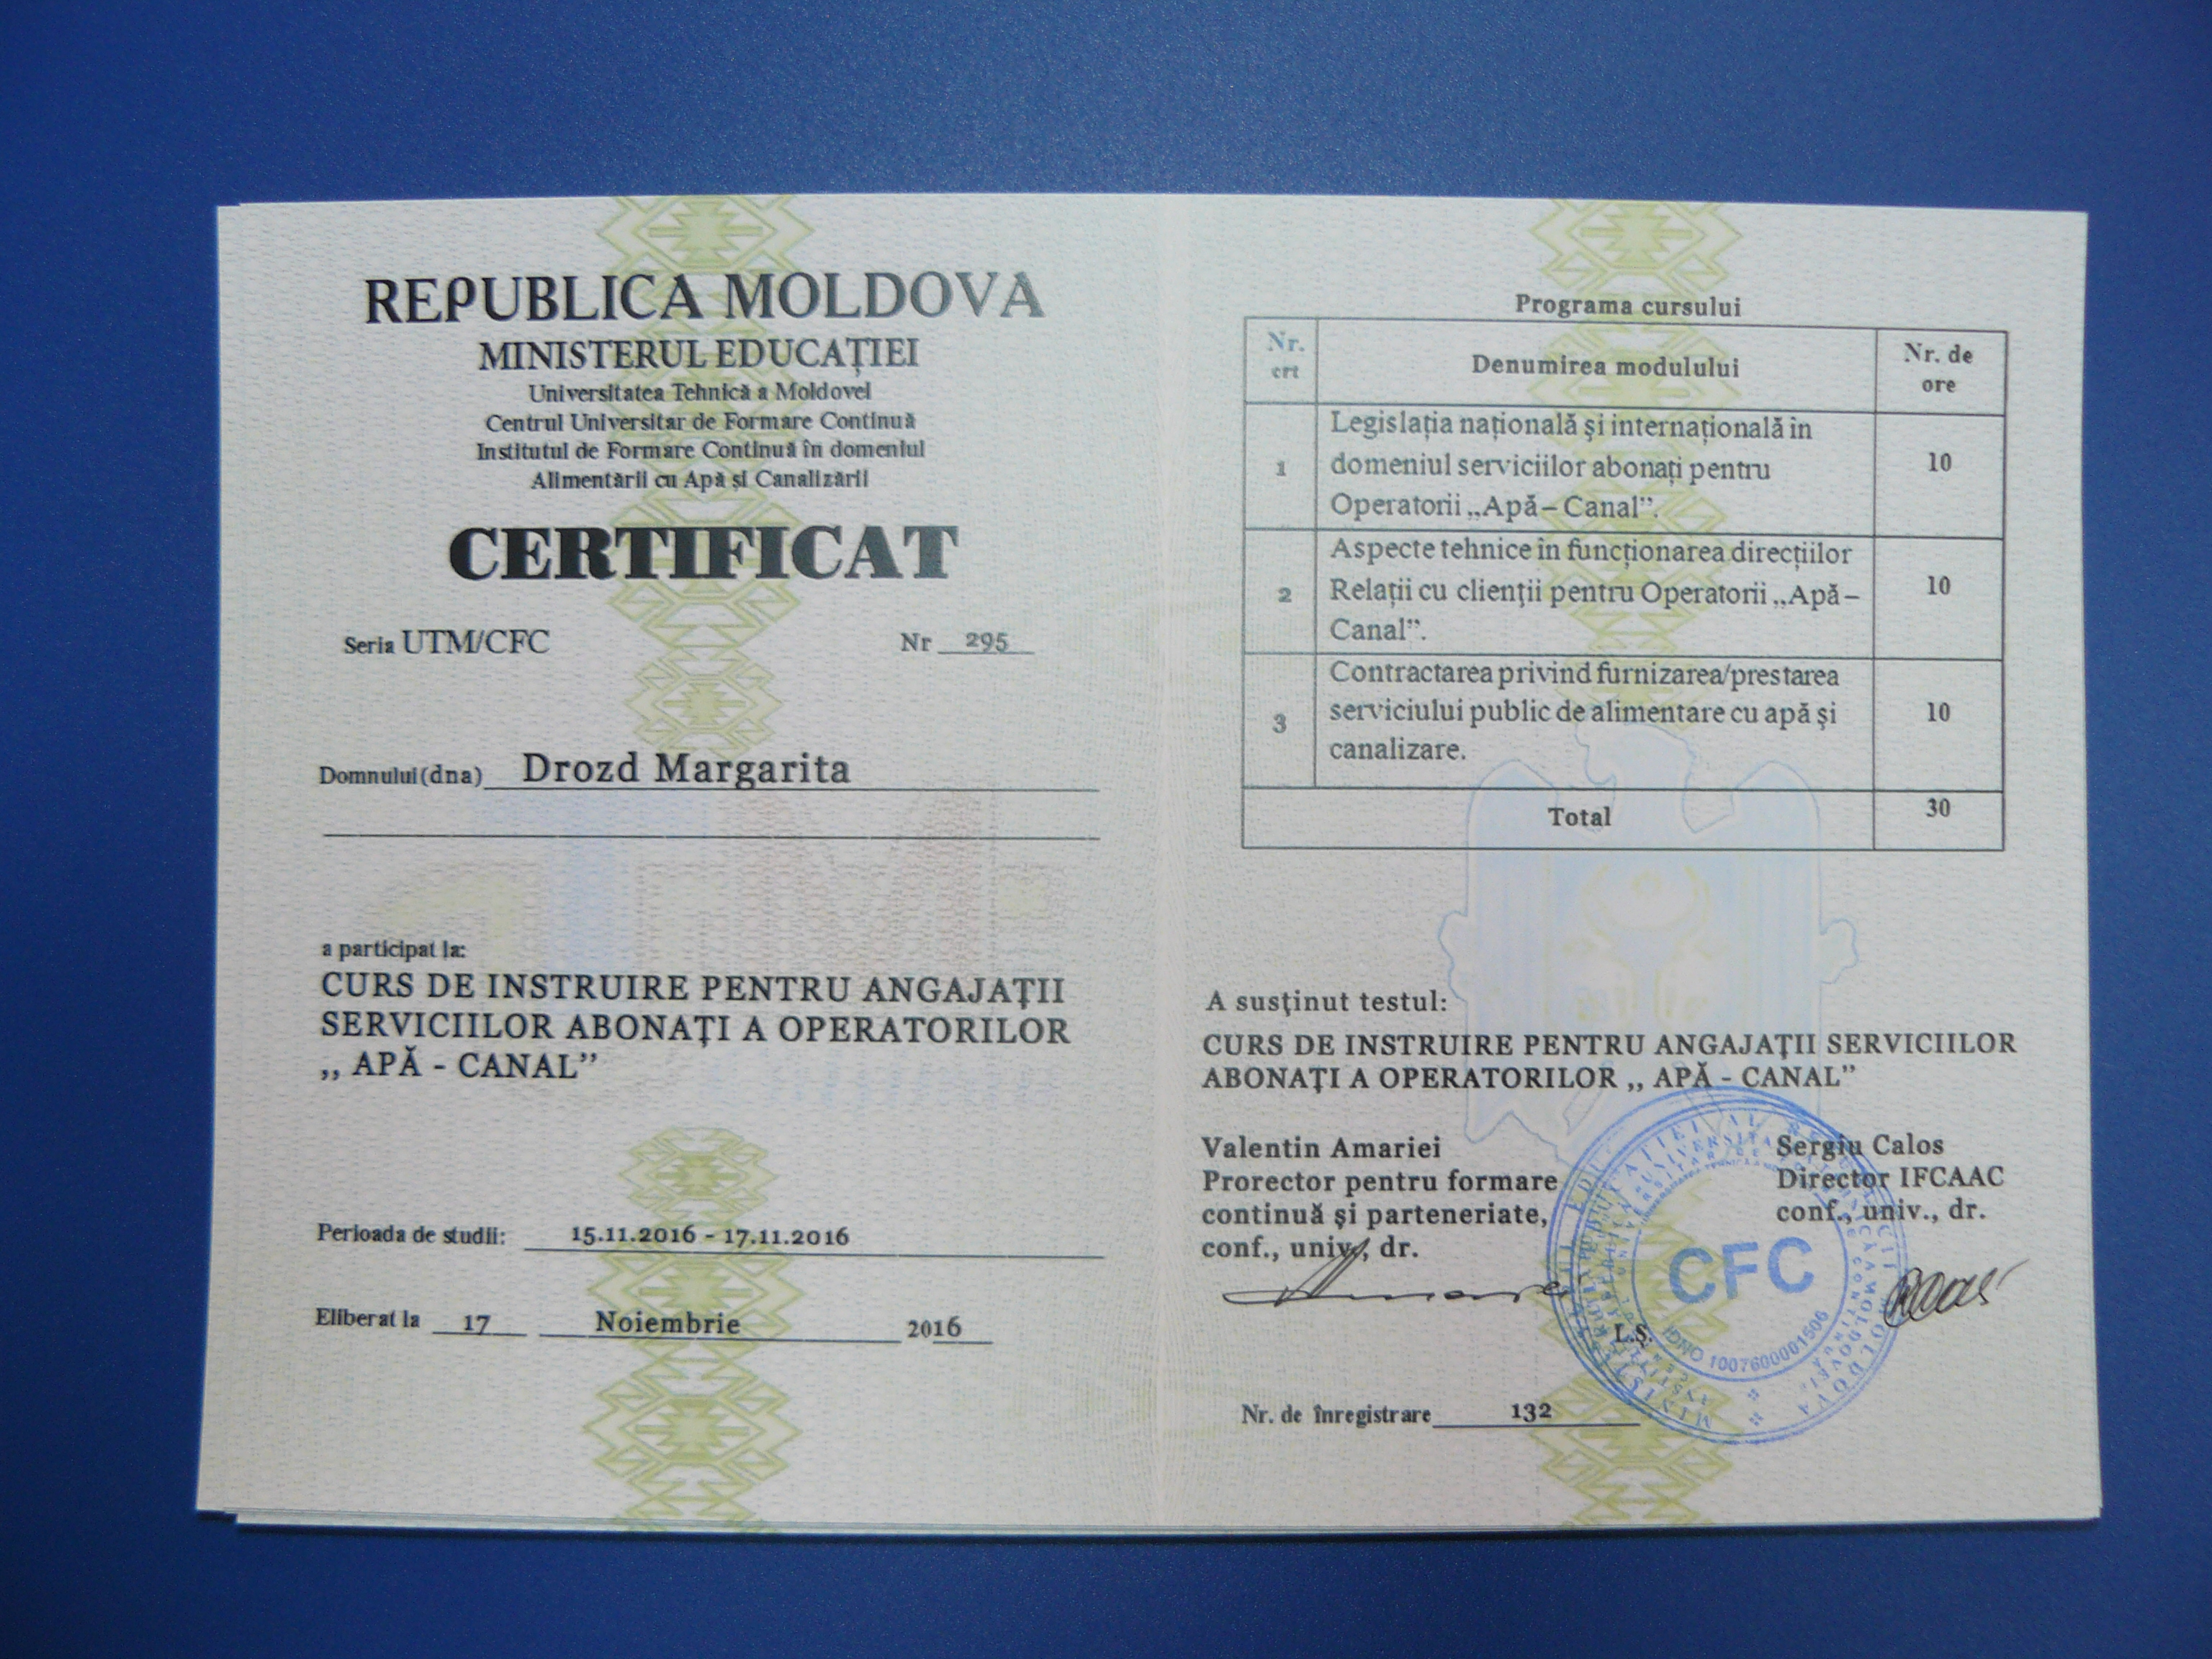 REPUBLICA MOLDOVA
MINISTERUL EDUCAȚIEI
Universitatea Tehnică a Moldovei
Centrul Universitar de Formare Continuă
Institutul de Formare Continuă în domeniul
Alimentării cu Apă și Canalizării
CERTIFICAT
Seria UTM/CFC Nr 295
Domnului(dna) Drozd Margarita
a participat la:
CURS DE INSTRUIRE PENTRU ANGAJAȚII
SERVICIILOR ABONAȚI A OPERATORILOR
,, APĂ - CANAL”
Perioada de studii: 15.11.2016 - 17.11.2016
Eliberat la 17 Noiembrie 2016
Programa cursului
Nr. crt Denumirea modulului Nr. de ore
Legislația națională și internațională in
1 domeniul serviciilor abonați pentru 10
Operatorii „Apă – Canal”.
Aspecte tehnice în funcționarea direcțiilor
2 Relații cu clienții pentru Operatorii „Apă – 10
Canal”.
Contractarea privind furnizarea/prestarea
3 serviciului public de alimentare cu apă și 10
canalizare.
Total 30
A susținut testul:
CURS DE INSTRUIRE PENTRU ANGAJAȚII SERVICIILOR
ABONAȚI A OPERATORILOR ,, APĂ - CANAL”
Valentin Amariei
Prorector pentru formare
continuă și parteneriate,
conf., univ., dr.
Sergiu Calos
Director IFCAAC
conf., univ., dr.
CFC
IDNO 1007600001506
L.Ș.
Nr. de înregistrare 132